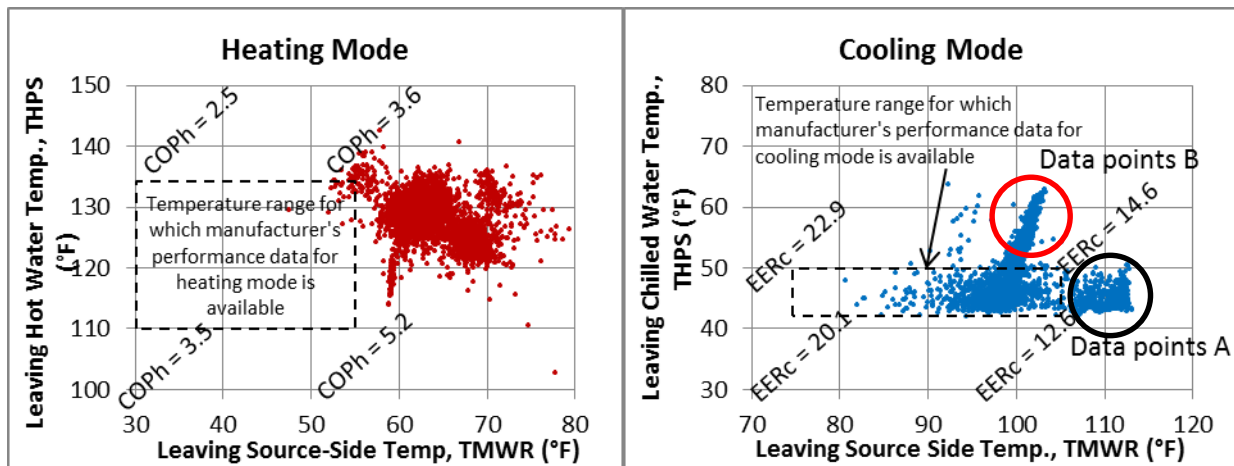 Heating Mode
Leaving Hot Water Temp., THPS
(°F)
150
140
130
120
110
100
COPh = 2.5
COPh = 3.6
Temperature range for
which manufacturer's
performance data for
heating mode is
available
COPh = 3.5
COPh = 5.2
30
40
50
60
70
80
Leaving Source-Side Temp, TMWR (°F)
Cooling Mode
Leaving Chilled Water Temp.,
THPS (°F)
80
70
60
50
40
30
Temperature range for which
manufacturer's performance data for
cooling mode is available
Data points B
EERc = 22.9
EERc = 14.6
EERc = 20.1
EERc = 12.6
Data points A
70
80
90
100
110
120
Leaving Source Side Temp., TMWR (°F)